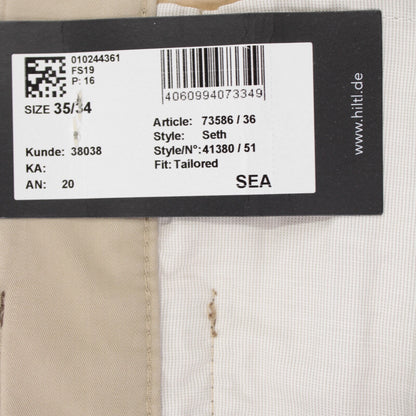 010244361
FS19
P: 16
SIZE 35/34
4060994073349
Article: 73586 / 36
Style: Seth
Style/N°: 41380 / 51
Fit: Tailored
Kunde: 38038
KA:
AN: 20
SEA
www.hiltl.de